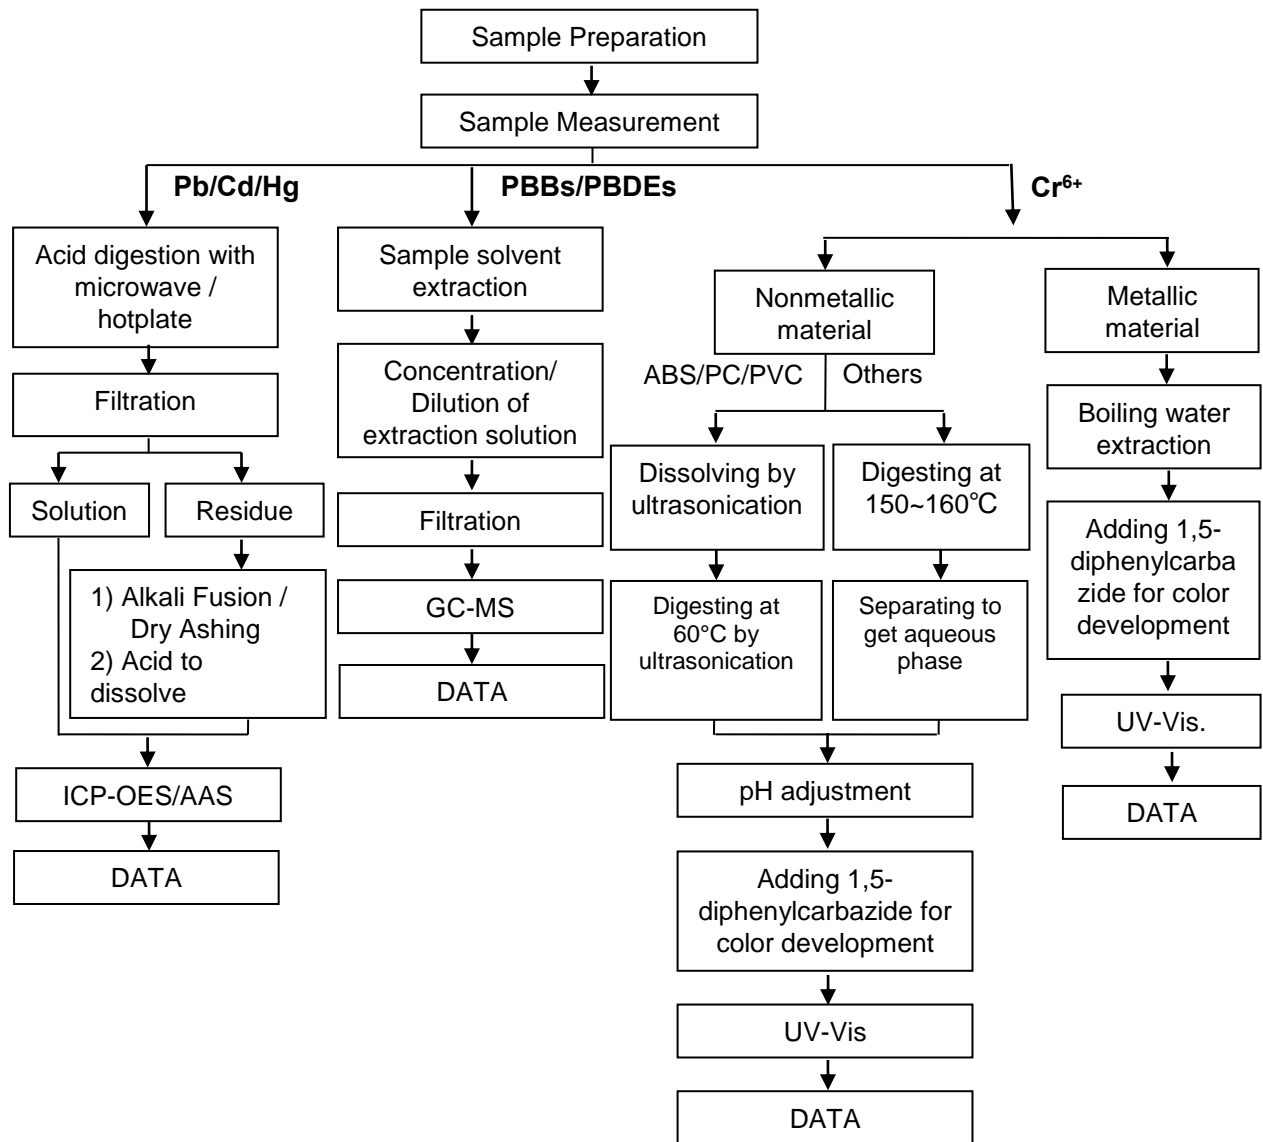 Sample Preparation
Sample Measurement
Pb/Cd/Hg
PBBs/PBDEs
Cr⁶⁺
Acid digestion with
microwave /
hotplate
Filtration
Solution
Residue
1) Alkali Fusion /
Dry Ashing
2) Acid to
dissolve
ICP-OES/AAS
DATA
Sample solvent
extraction
Concentration/
Dilution of
extraction solution
Filtration
GC-MS
DATA
Nonmetallic
material
ABS/PC/PVC
Others
Dissolving by
ultrasonication
Digesting at
60°C by
ultrasonication
Digesting at
150~160℃
Separating to
get aqueous
phase
pH adjustment
Adding 1,5-
diphenylcarbazide for
color development
UV-Vis
DATA
Metallic
material
Boiling water
extraction
Adding 1,5-
diphenylcarba
zide for color
development
UV-Vis.
DATA